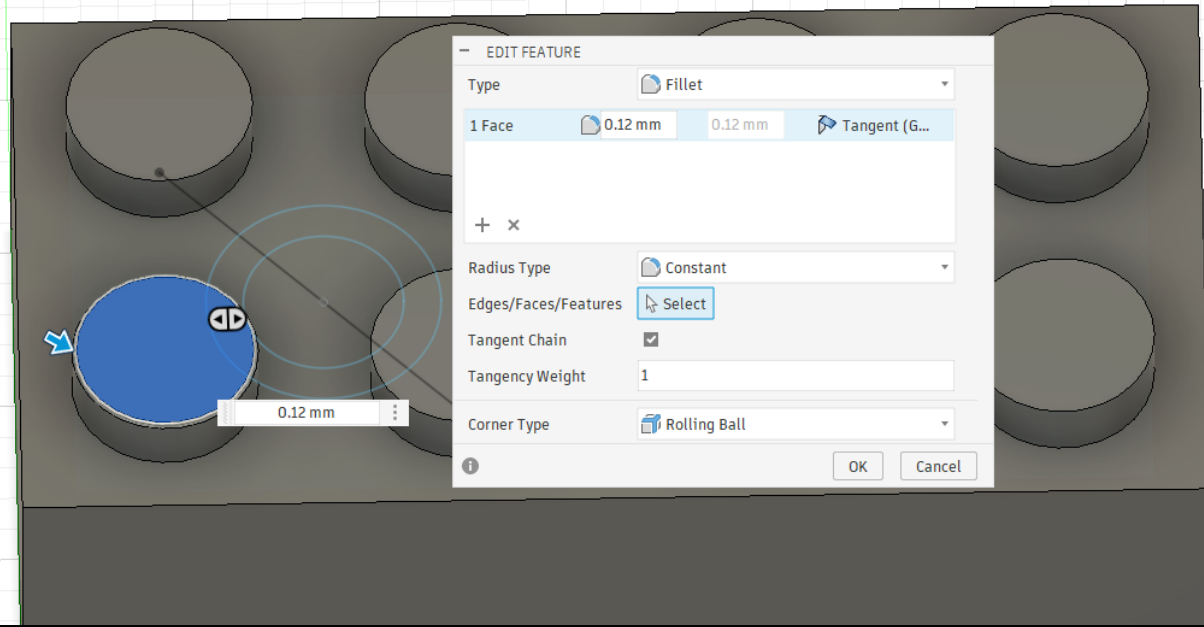 EDIT FEATURE
Type Fillet
1 Face 0.12 mm 0.12 mm Tangent (G...
Radius Type Constant
Edges/Faces/Features Select
Tangent Chain
Tangency Weight 1
0.12 mm
Corner Type Rolling Ball
OK Cancel